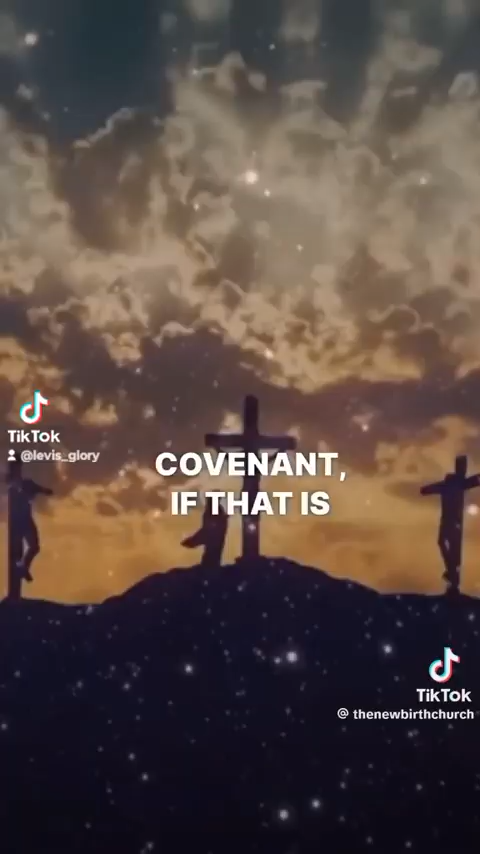 TikTok
@levis_glory
COVENANT,
IF THAT IS
TikTok
@ thenewbirthchurch